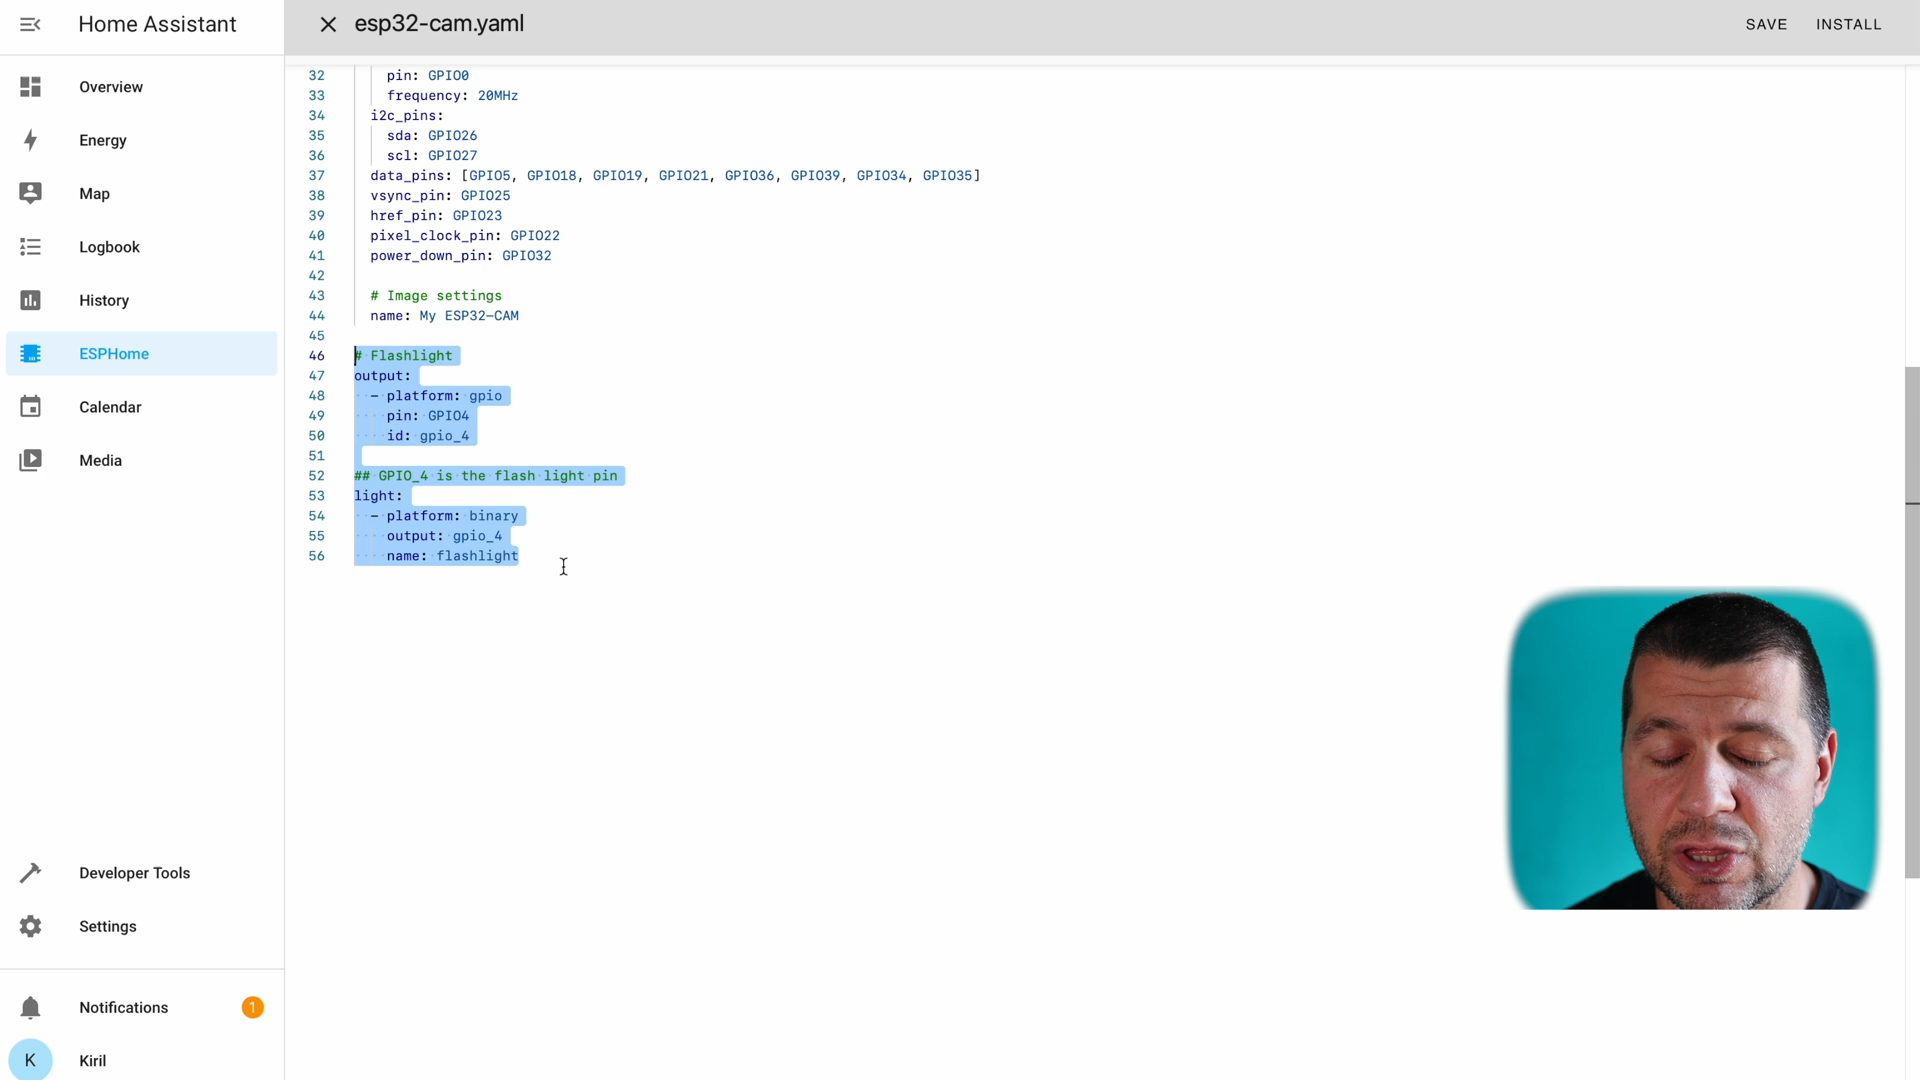 Home Assistant
esp32-cam.yaml
SAVE
INSTALL
Overview
Energy
Map
Logbook
History
ESPHome
Calendar
Media
Developer Tools
Settings
Notifications
1
K
Kiril
32 pin: GPIO0
33 frequency: 20MHz
34 i2c_pins:
35 sda: GPIO26
36 scl: GPIO27
37 data_pins: [GPIO5, GPIO18, GPIO19, GPIO21, GPIO36, GPIO39, GPIO34, GPIO35]
38 vsync_pin: GPIO25
39 href_pin: GPIO23
40 pixel_clock_pin: GPIO22
41 power_down_pin: GPIO32
42
43 # Image settings
44 name: My ESP32-CAM
45
46 # Flashlight
47 output:
48 - platform: gpio
49 pin: GPIO4
50 id: gpio_4
51
52 ## GPIO_4 is the flash light pin
53 light:
54 - platform: binary
55 output: gpio_4
56 name: flashlight